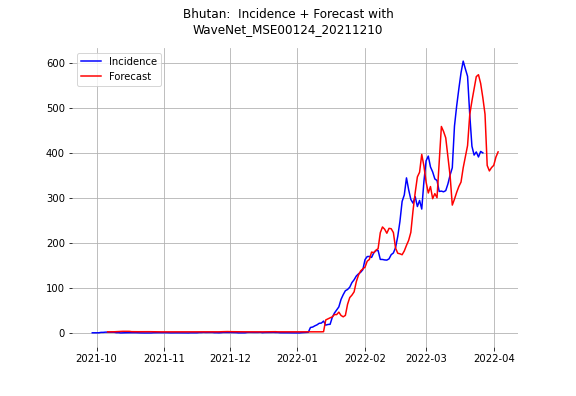 Bhutan:  Incidence + Forecast with
WaveNet_MSE00124_20211210
Incidence
Forecast
600
500
400
300
200
100
0
2021-10 2021-11 2021-12 2022-01 2022-02 2022-03 2022-04